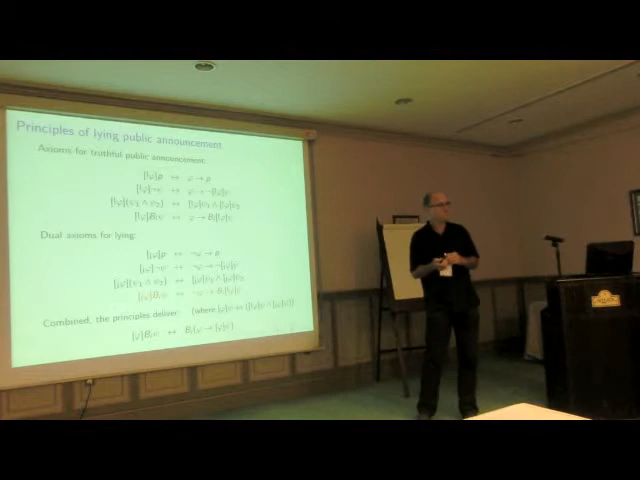 Principles of lying public announcement
Axioms for truthful public announcement:
[!φ]p ↔ φ → p
[!φ]¬ψ ↔ φ → ¬[!φ]ψ
[!φ](ψ₁ ∧ ψ₂) ↔ [!φ]ψ₁ ∧ [!φ]ψ₂
[!φ]Bᵢψ ↔ φ → Bᵢ[!φ]ψ
Dual axioms for lying:
[¡φ]p ↔ ¬φ → p
[¡φ]¬ψ ↔ ¬φ → ¬[¡φ]ψ
[¡φ](ψ₁ ∧ ψ₂) ↔ [¡φ]ψ₁ ∧ [¡φ]ψ₂
[¡φ]Bᵢψ ↔ ¬φ → Bᵢ[!φ]ψ
Combined, the principles deliver: (where [φ]ψ ↔ ([!φ]ψ ∧ [¡φ]ψ))
[φ]Bᵢψ ↔ Bᵢ(φ → [φ]ψ)